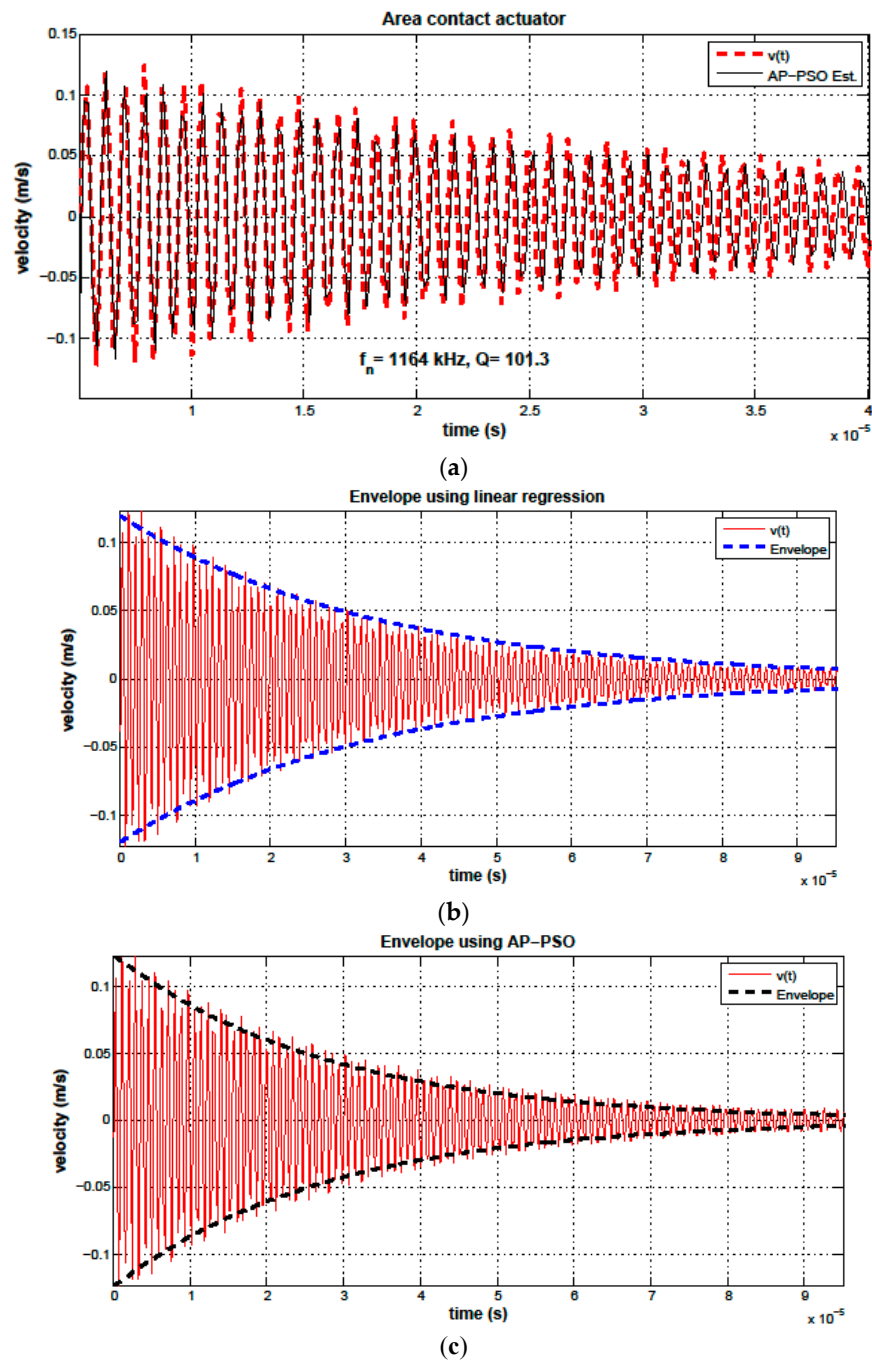 Area contact actuator
0.15
0.1
0.05
0
−0.05
−0.1
velocity (m/s)
v(t)
AP−PSO Est.
fn= 1164 kHz, Q= 101.3
1 1.5 2 2.5 3 3.5 4
time (s)
x 10−5
(a)
Envelope using linear regression
0.1
0.05
0
−0.05
−0.1
velocity (m/s)
v(t)
Envelope
0 1 2 3 4 5 6 7 8 9
time (s)
x 10−5
(b)
Envelope using AP−PSO
0.1
0.05
0
−0.05
−0.1
velocity (m/s)
v(t)
Envelope
0 1 2 3 4 5 6 7 8 9
time (s)
x 10−5
(c)